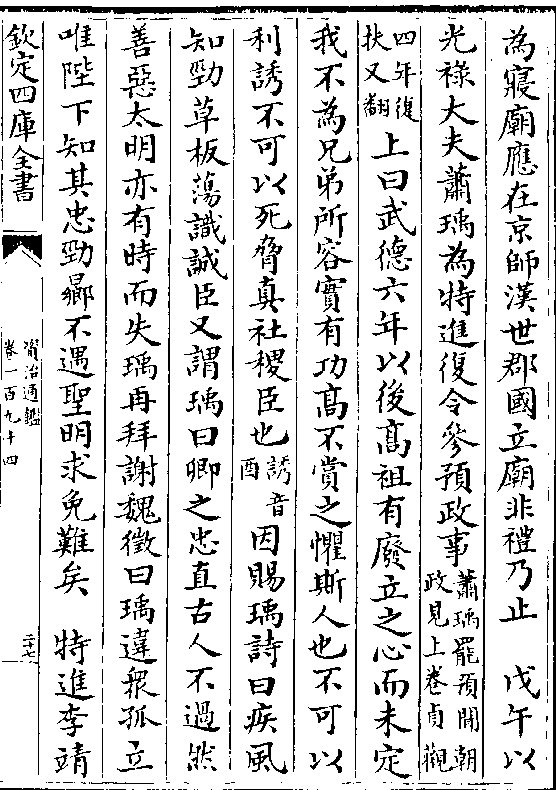 為寢廟應在京師漢世郡國立廟非禮乃止　戊午以
光祿大夫蕭瑀為特進復令參預政事蕭瑀罷預聞朝政見上卷貞觀
四年復扶又翻上曰武德六年以後髙祖有廢立之心而未定
我不為兄弟所容實有功髙不賞之懼斯人也不可以
利誘不可以死脅真社稷臣也誘音酉因賜瑀詩曰疾風
知勁草板蕩識誠臣又謂瑀曰卿之忠直古人不過然
善惡太明亦有時而失瑀再拜謝魏徵曰瑀違衆孤立
唯陛下知其忠勁曏不遇聖明求免難矣　特進李靖
欽定四庫全書
資治通鑑
卷一百九十四